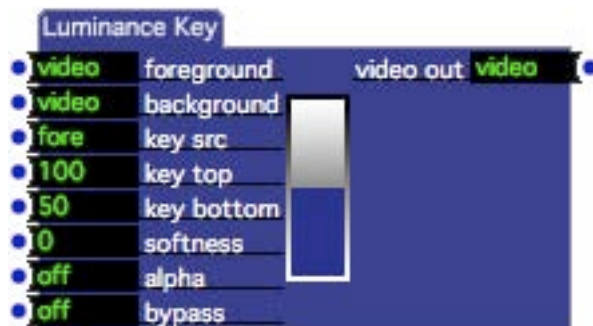 Luminance Key
video foreground video out video
video background
fore key src
100 key top
50 key bottom
0 softness
off alpha
off bypass